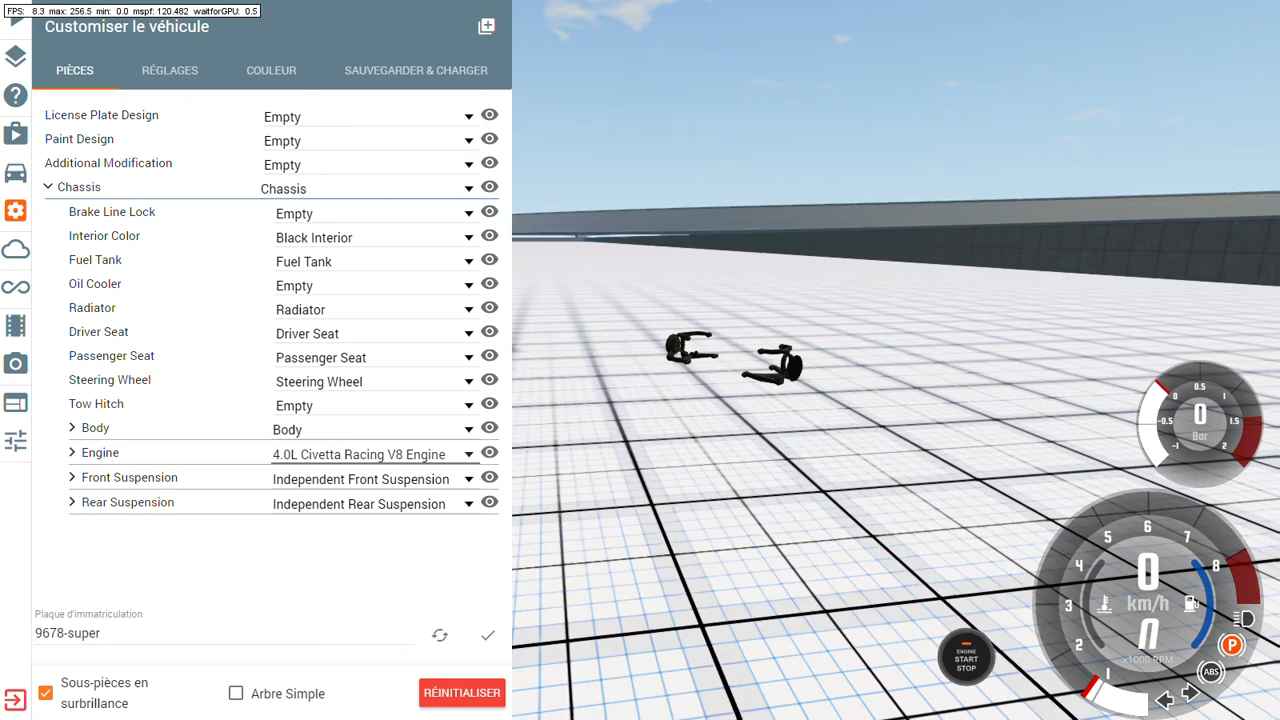 FPS: 8.3 max: 256.5 min: 0.0 mspf: 120.482 waitforGPU: 0.5
Customiser le véhicule
PIÈCES RÉGLAGES COULEUR SAUVEGARDER & CHARGER
License Plate Design Empty
Paint Design Empty
Additional Modification Empty
Chassis Chassis
Brake Line Lock Empty
Interior Color Black Interior
Fuel Tank Fuel Tank
Oil Cooler Empty
Radiator Radiator
Driver Seat Driver Seat
Passenger Seat Passenger Seat
Steering Wheel Steering Wheel
Tow Hitch Empty
Body Body
Engine 4.0L Civetta Racing V8 Engine
Front Suspension Independent Front Suspension
Rear Suspension Independent Rear Suspension
Plaque d'immatriculation
9678-super
Sous-pièces en
surbrillance
Arbre Simple
RÉINITIALISER
-1 -0.5 0 0.5 1 1.5 2
0
Bar
1 2 3 4 5 6 7 8
0
km/h
n
x1000 RPM
P
ABS
ENGINE
START
STOP